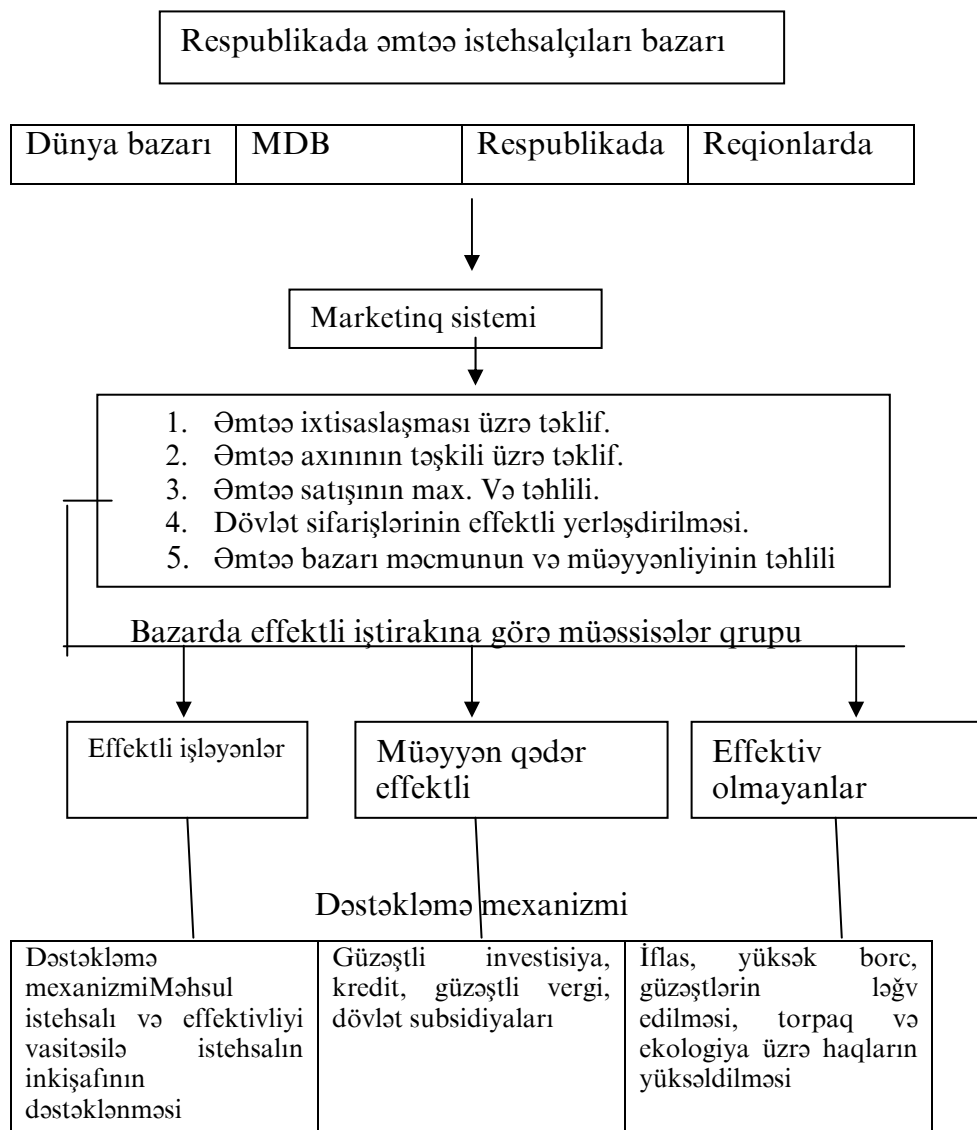 Respublikada əmtəə istehsalçıları bazarı
Dünya bazarı MDB Respublikada Reqionlarda
Marketinq sistemi
1. Əmtəə ixtisaslaşması üzrə təklif.
2. Əmtəə axınının təşkili üzrə təklif.
3. Əmtəə satışının max. Və təhlili.
4. Dövlət sifarişlərinin effektli yerləşdirilməsi.
5. Əmtəə bazarı məcmunun və müəyyənliyinin təhlili
Bazarda effektli iştirakına görə müəssisələr qrupu
Effektli işləyənlər
Müəyyən qədər
effektli
Effektiv
olmayanlar
Dəstəkləmə mexanizmi
Dəstəkləmə
mexanizmiMəhsul
istehsalı və effektivliyi
vasitəsilə istehsalın
inkişafının
dəstəklənməsi
Güzəştli investisiya,
kredit, güzəştli vergi,
dövlət subsidiyaları
İflas, yüksək borc,
güzəştlərin ləğv
edilməsi, torpaq və
ekologiya üzrə haqların
yüksəldilməsi